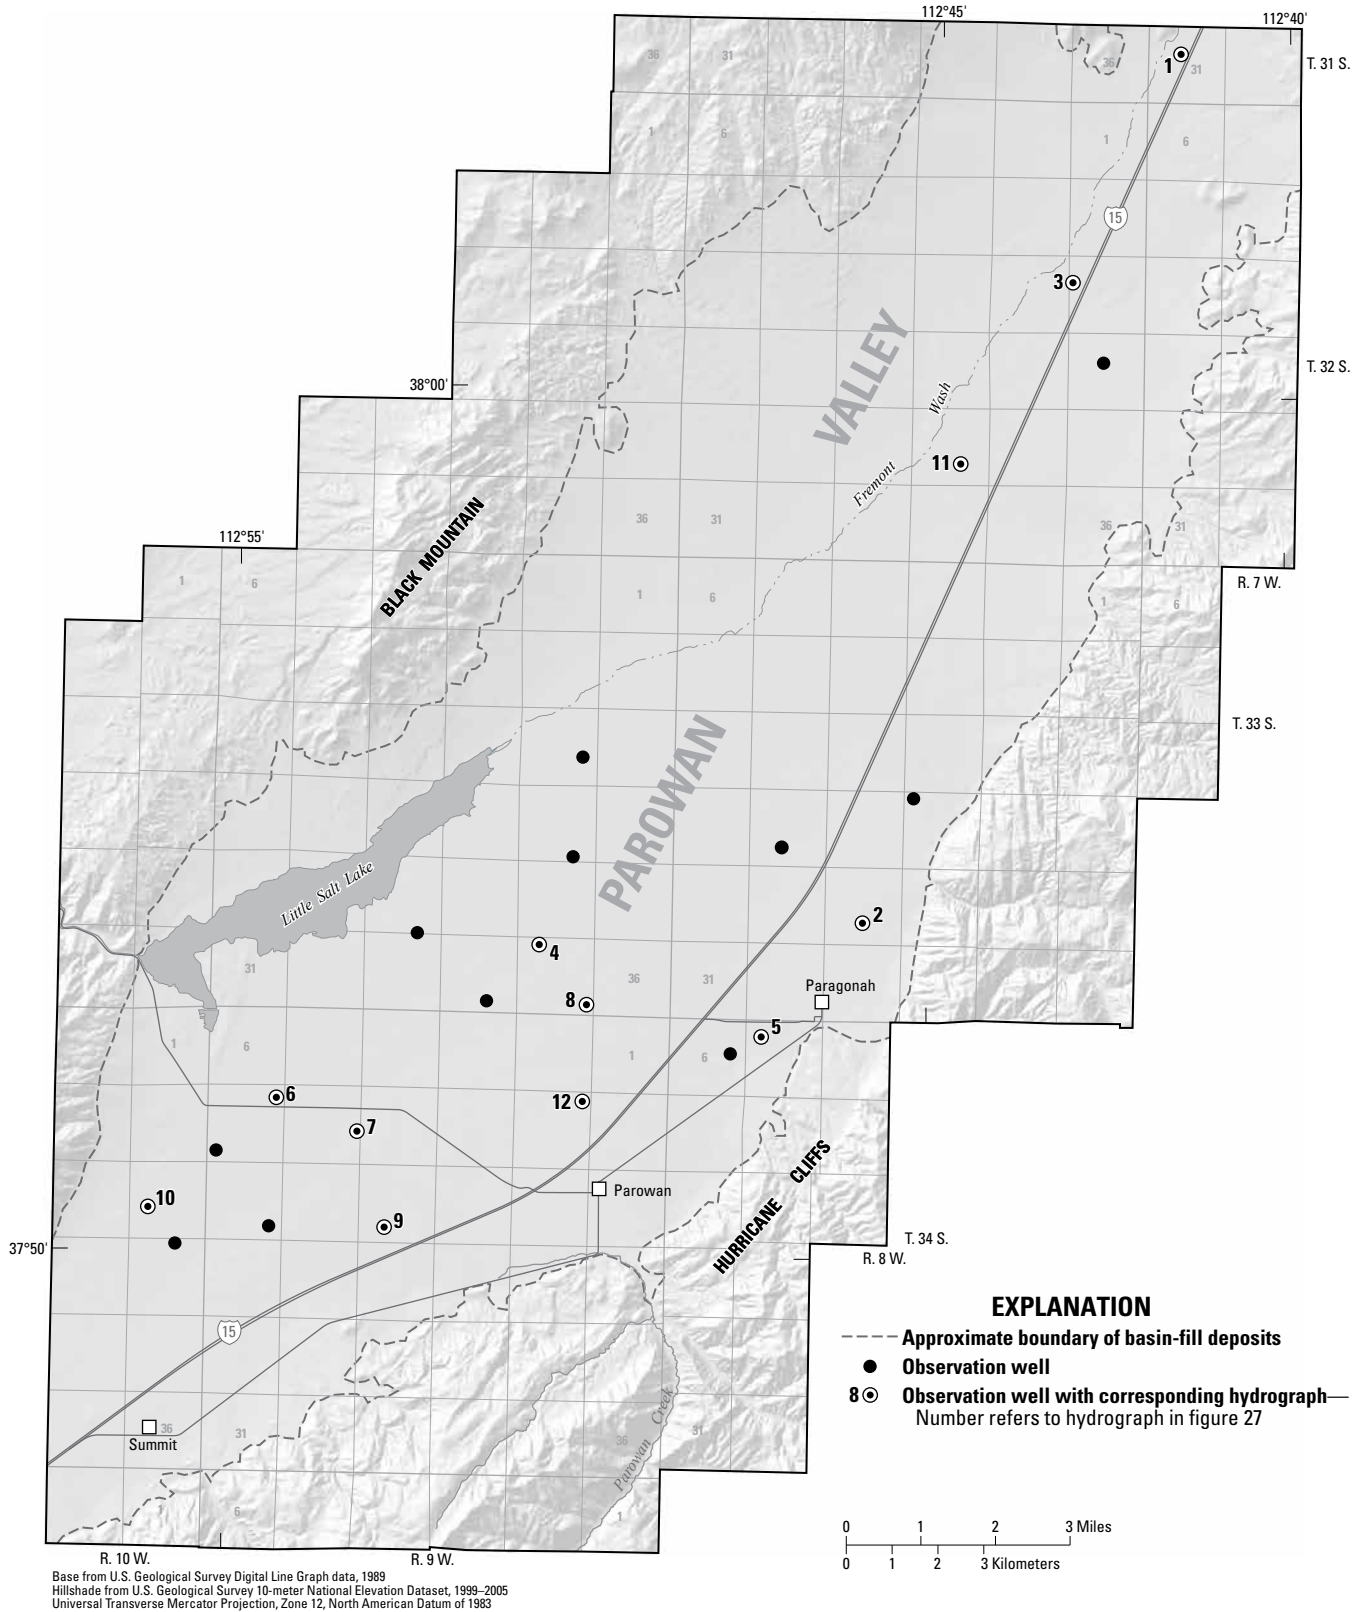 112°45'
112°40'
36
31
36
1
31
T. 31 S.
1
6
1
6
15
3
VALLEY
T. 32 S.
38°00'
Wash
11
Fremont
BLACK MOUNTAIN
36
31
36
31
112°55'
1
6
R. 7 W.
1
6
1
6
PAROWAN
T. 33 S.
Little Salt Lake
2
4
31
36
31
Paragonah
8
5
1
6
1
6
6
12
7
HURRICANE CLIFFS
10
Parowan
9
37°50'
T. 34 S.
R. 8 W.
15
Parowan Creek
36
Summit
31
36
31
1
6
1
R. 10 W.
R. 9 W.
EXPLANATION
Approximate boundary of basin-fill deposits
Observation well
8 Observation well with corresponding hydrograph—
Number refers to hydrograph in figure 27
0 1 2 3 Miles
0 1 2 3 Kilometers
Base from U.S. Geological Survey Digital Line Graph data, 1989
Hillshade from U.S. Geological Survey 10-meter National Elevation Dataset, 1999–2005
Universal Transverse Mercator Projection, Zone 12, North American Datum of 1983